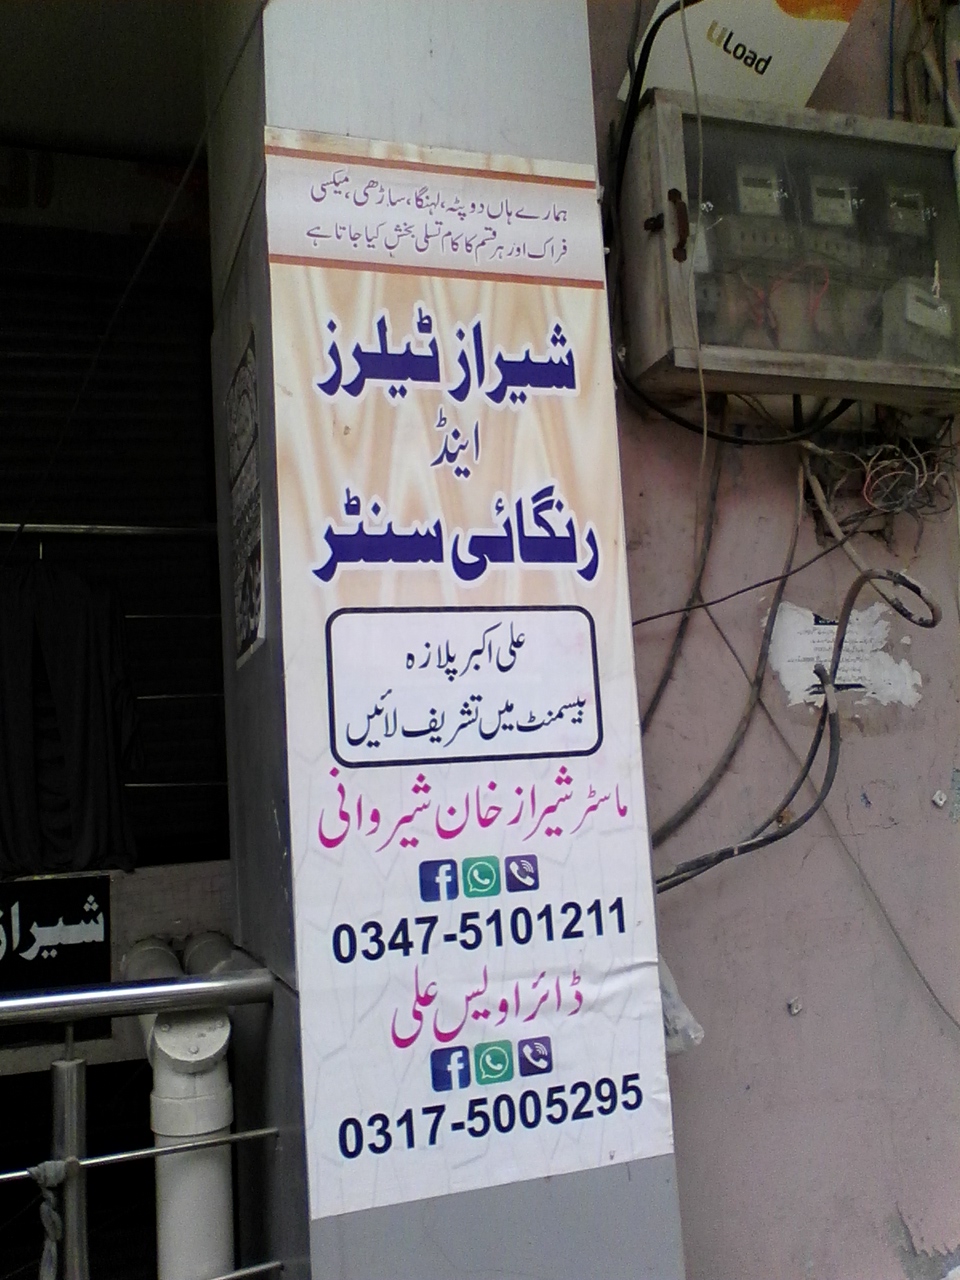 uLoad
ہمارے ہاں دوپٹہ، لہنگا، ساڑھی، میکسی
فراک اور ہر قسم کا کام تسلی بخش کیا جاتا ہے
شیراز ٹیلرز
اینڈ
رنگائی سنٹر
علی اکبر پلازہ
بیسمنٹ میں تشریف لائیں
ماسٹر شیراز خان شیروانی
0347-5101211
ڈائر اویس علی
0317-5005295
شیراز